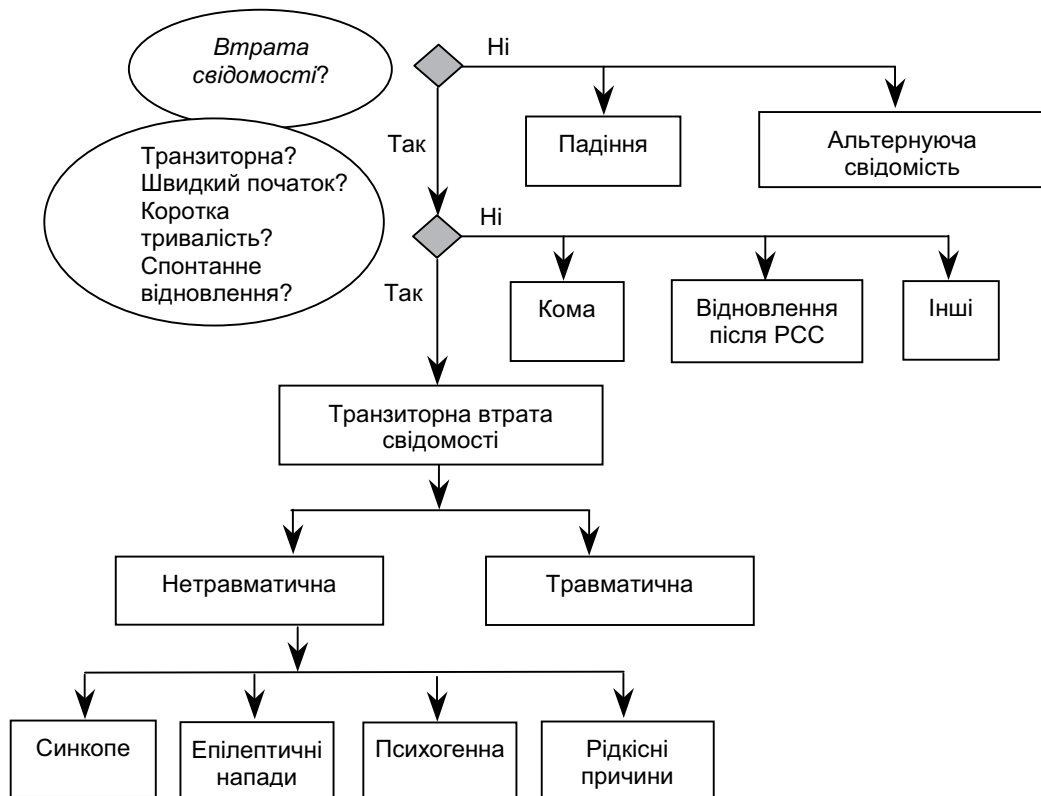 Втрата
свідомості?
Ні
Так
Падіння
Альтернуюча
свідомість
Транзиторна?
Швидкий початок?
Коротка
тривалість?
Спонтанне
відновлення?
Ні
Так
Кома
Відновлення
після РСС
Інші
Транзиторна втрата
свідомості
Нетравматична
Травматична
Синкопе
Епілептичні
напади
Психогенна
Рідкісні
причини